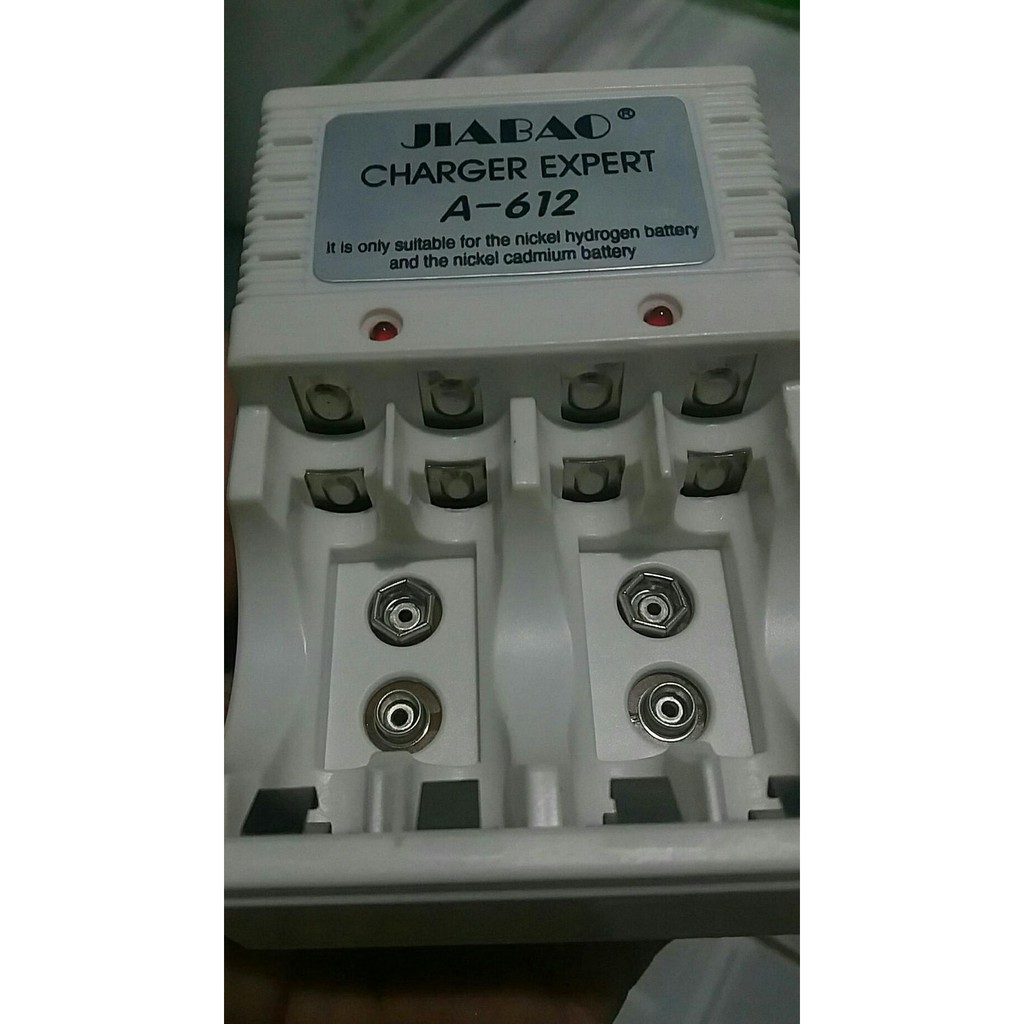 JIABAO®
CHARGER EXPERT
A-612
It is only suitable for the nickel hydrogen battery
and the nickel cadmium battery